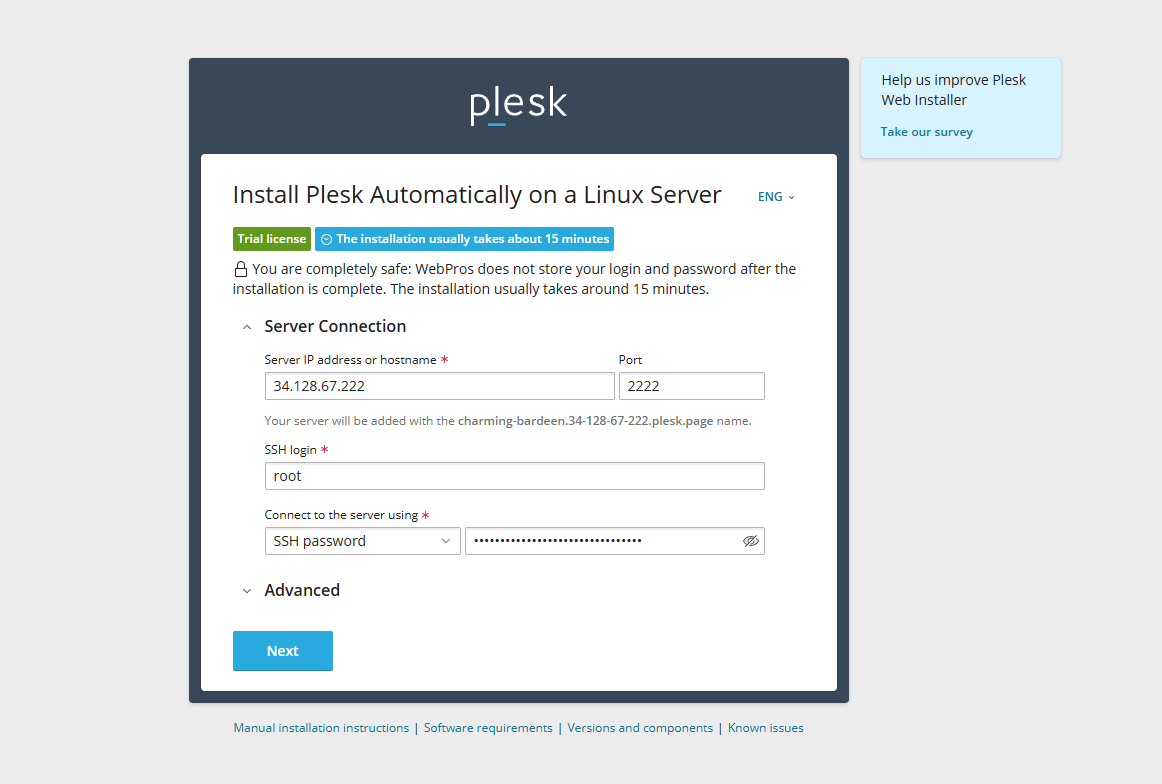 plesk
Help us improve Plesk
Web Installer
Take our survey
Install Plesk Automatically on a Linux Server
ENG
Trial license
The installation usually takes about 15 minutes
You are completely safe: WebPros does not store your login and password after the
installation is complete. The installation usually takes around 15 minutes.
Server Connection
Server IP address or hostname * Port
34.128.67.222 2222
Your server will be added with the charming-bardeen.34-128-67-222.plesk.page name.
SSH login *
root
Connect to the server using *
SSH password ••••••••••••••••••••••••••••••••
Advanced
Next
Manual installation instructions | Software requirements | Versions and components | Known issues